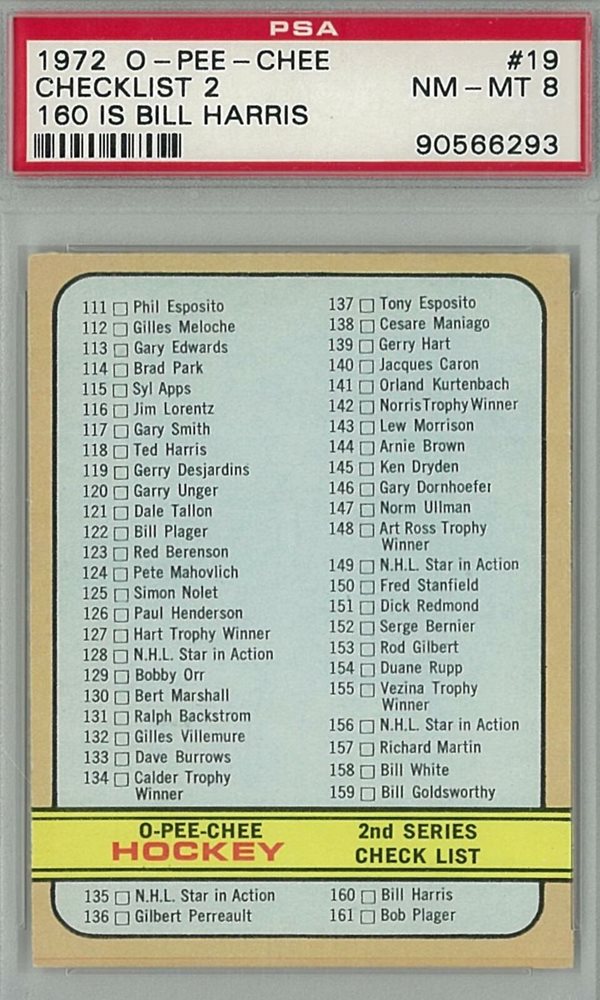 PSA
1972 O-PEE-CHEE #19
CHECKLIST 2 NM-MT 8
160 IS BILL HARRIS
90566293
111 Phil Esposito
112 Gilles Meloche
113 Gary Edwards
114 Brad Park
115 Syl Apps
116 Jim Lorentz
117 Gary Smith
118 Ted Harris
119 Gerry Desjardins
120 Garry Unger
121 Dale Tallon
122 Bill Plager
123 Red Berenson
124 Pete Mahovlich
125 Simon Nolet
126 Paul Henderson
127 Hart Trophy Winner
128 N.H.L. Star in Action
129 Bobby Orr
130 Bert Marshall
131 Ralph Backstrom
132 Gilles Villemure
133 Dave Burrows
134 Calder Trophy
Winner
137 Tony Esposito
138 Cesare Maniago
139 Gerry Hart
140 Jacques Caron
141 Orland Kurtenbach
142 Norris Trophy Winner
143 Lew Morrison
144 Arnie Brown
145 Ken Dryden
146 Gary Dornhoefer
147 Norm Ullman
148 Art Ross Trophy
Winner
149 N.H.L. Star in Action
150 Fred Stanfield
151 Dick Redmond
152 Serge Bernier
153 Rod Gilbert
154 Duane Rupp
155 Vezina Trophy
Winner
156 N.H.L. Star in Action
157 Richard Martin
158 Bill White
159 Bill Goldsworthy
O-PEE-CHEE
HOCKEY
2nd SERIES
CHECK LIST
135 N.H.L. Star in Action
136 Gilbert Perreault
160 Bill Harris
161 Bob Plager